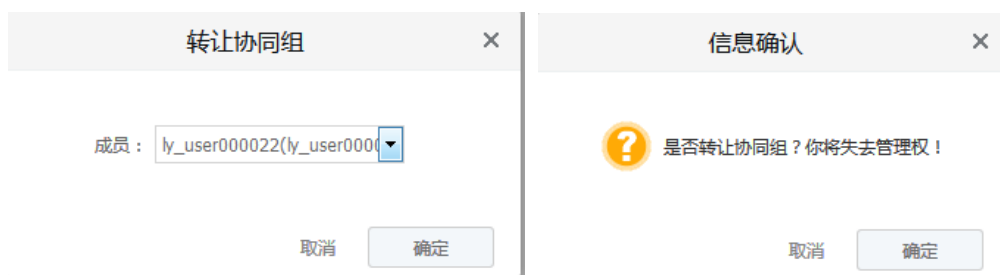 转让协同组
成员：
ly_user000022(ly_user0000
取消
确定
信息确认
是否转让协同组？你将失去管理权！
取消
确定